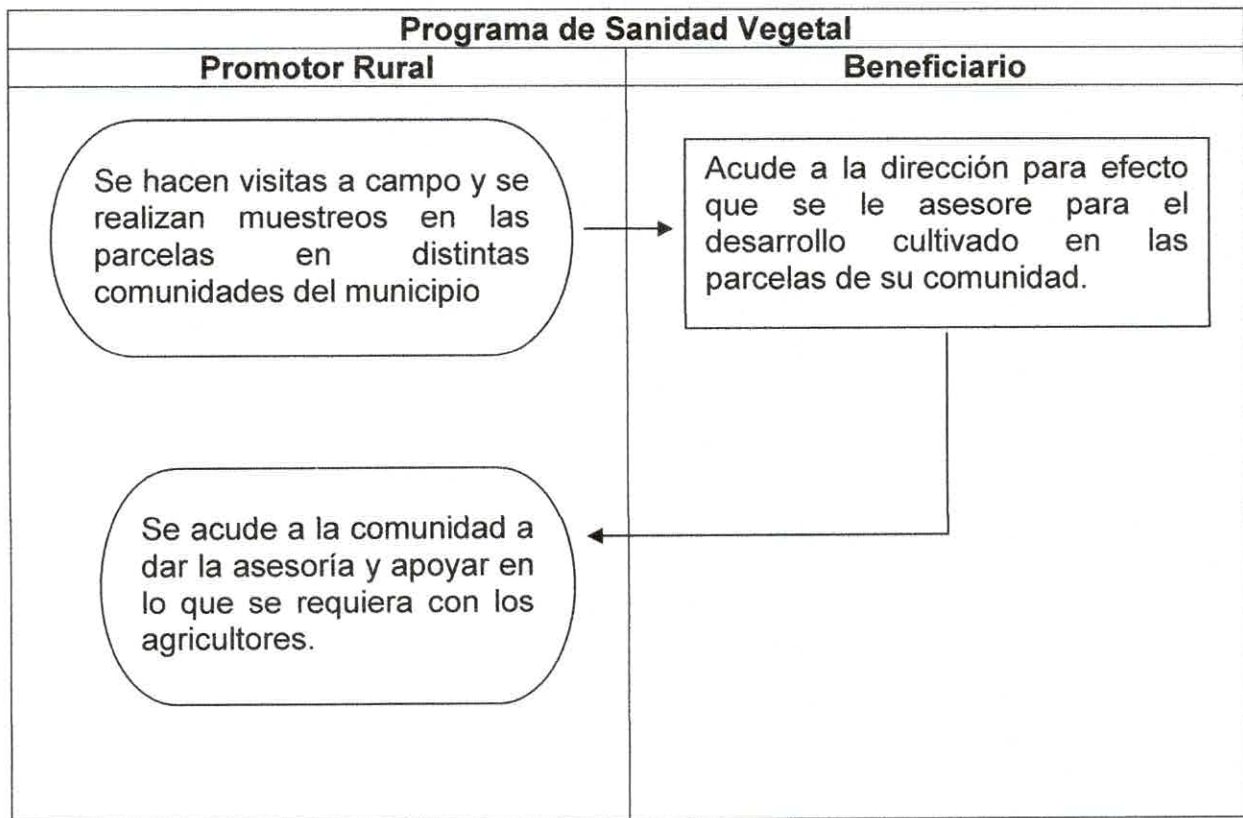 Programa de Sanidad Vegetal
Promotor Rural
Beneficiario
Se hacen visitas a campo y se
realizan muestreos en las
parcelas en distintas
comunidades del municipio
Acude a la dirección para efecto
que se le asesore para el
desarrollo cultivado en las
parcelas de su comunidad.
Se acude a la comunidad a
dar la asesoría y apoyar en
lo que se requiera con los
agricultores.